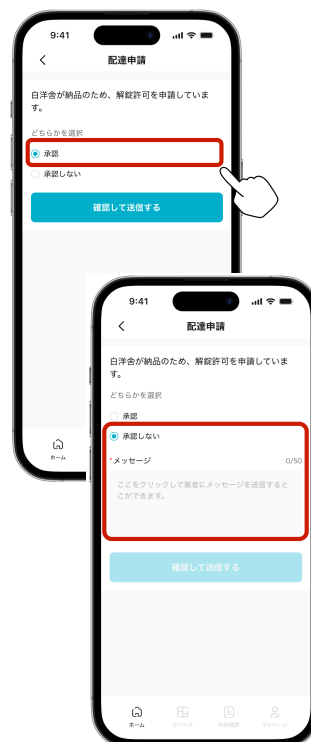 9:41
配達申請
白洋舎が納品のため、解錠許可を申請していま
す。
どちらかを選択
承認
承認しない
確認して送信する
ホーム
9:41
配達申請
白洋舎が納品のため、解錠許可を申請していま
す。
どちらかを選択
承認
承認しない
*メッセージ 0/50
ここをクリックして業者にメッセージを送信すると
こができます。
確認して送信する
ホーム
デバイス
利用履歴
マイページ